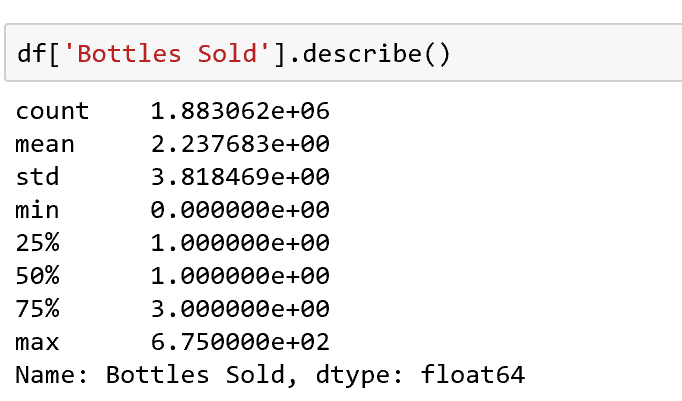 df['Bottles Sold'].describe()
count    1.883062e+06
mean     2.237683e+00
std      3.818469e+00
min      0.000000e+00
25%      1.000000e+00
50%      1.000000e+00
75%      3.000000e+00
max      6.750000e+02
Name: Bottles Sold, dtype: float64